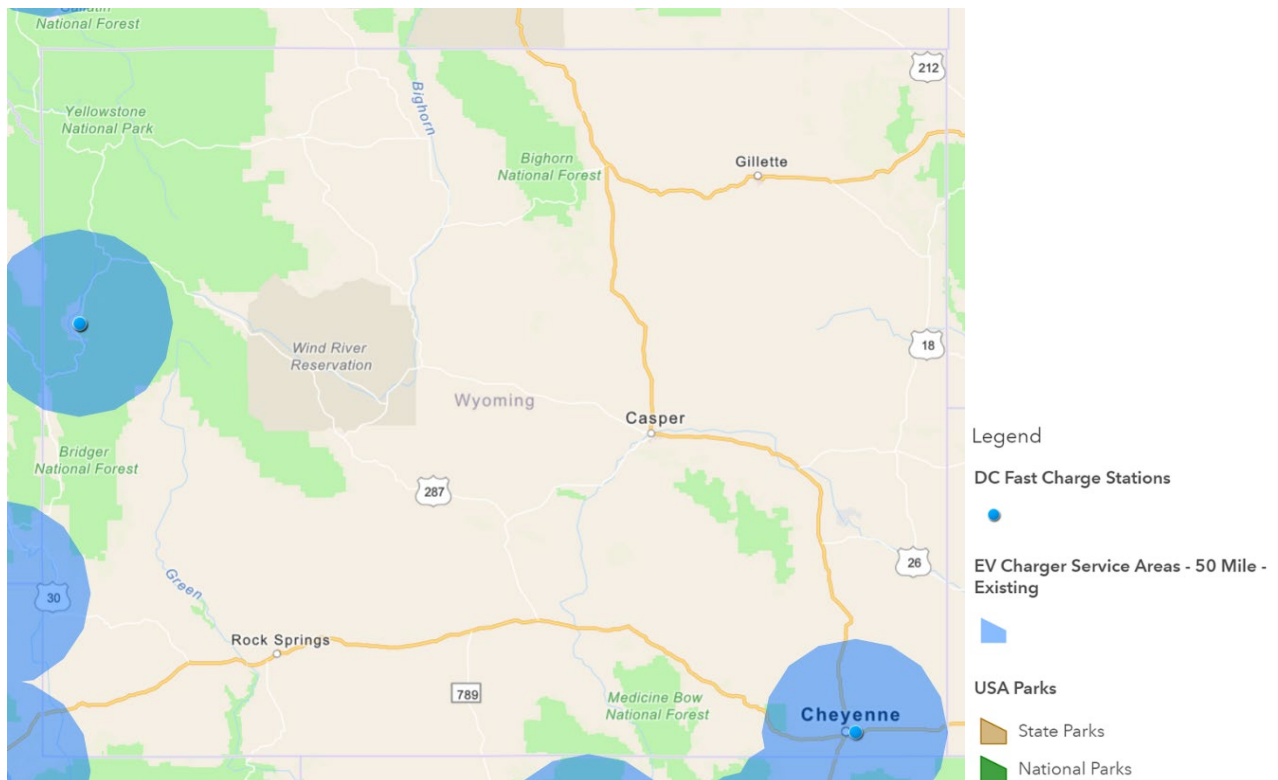 National Forest
212
Bighorn
Yellowstone
National Park
Bighorn
National Forest
Gillette
Wind River
Reservation
18
Wyoming
Casper
Bridger
National Forest
287
Green
30
26
Rock Springs
789
Medicine Bow
National Forest
Cheyenne
Legend
DC Fast Charge Stations
EV Charger Service Areas - 50 Mile -
Existing
USA Parks
State Parks
National Parks